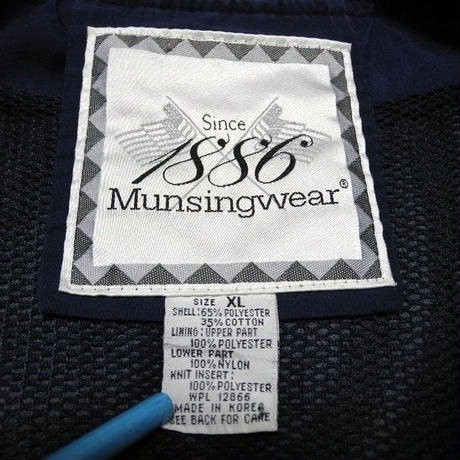 Since
1886
Munsingwear®
SIZE XL
SHELL: 65% POLYESTER
35% COTTON
LINING: UPPER PART
100% POLYESTER
LOWER PART
100% NYLON
KNIT INSERT:
100% POLYESTER
WPL 12866
MADE IN KOREA
SEE BACK FOR CARE